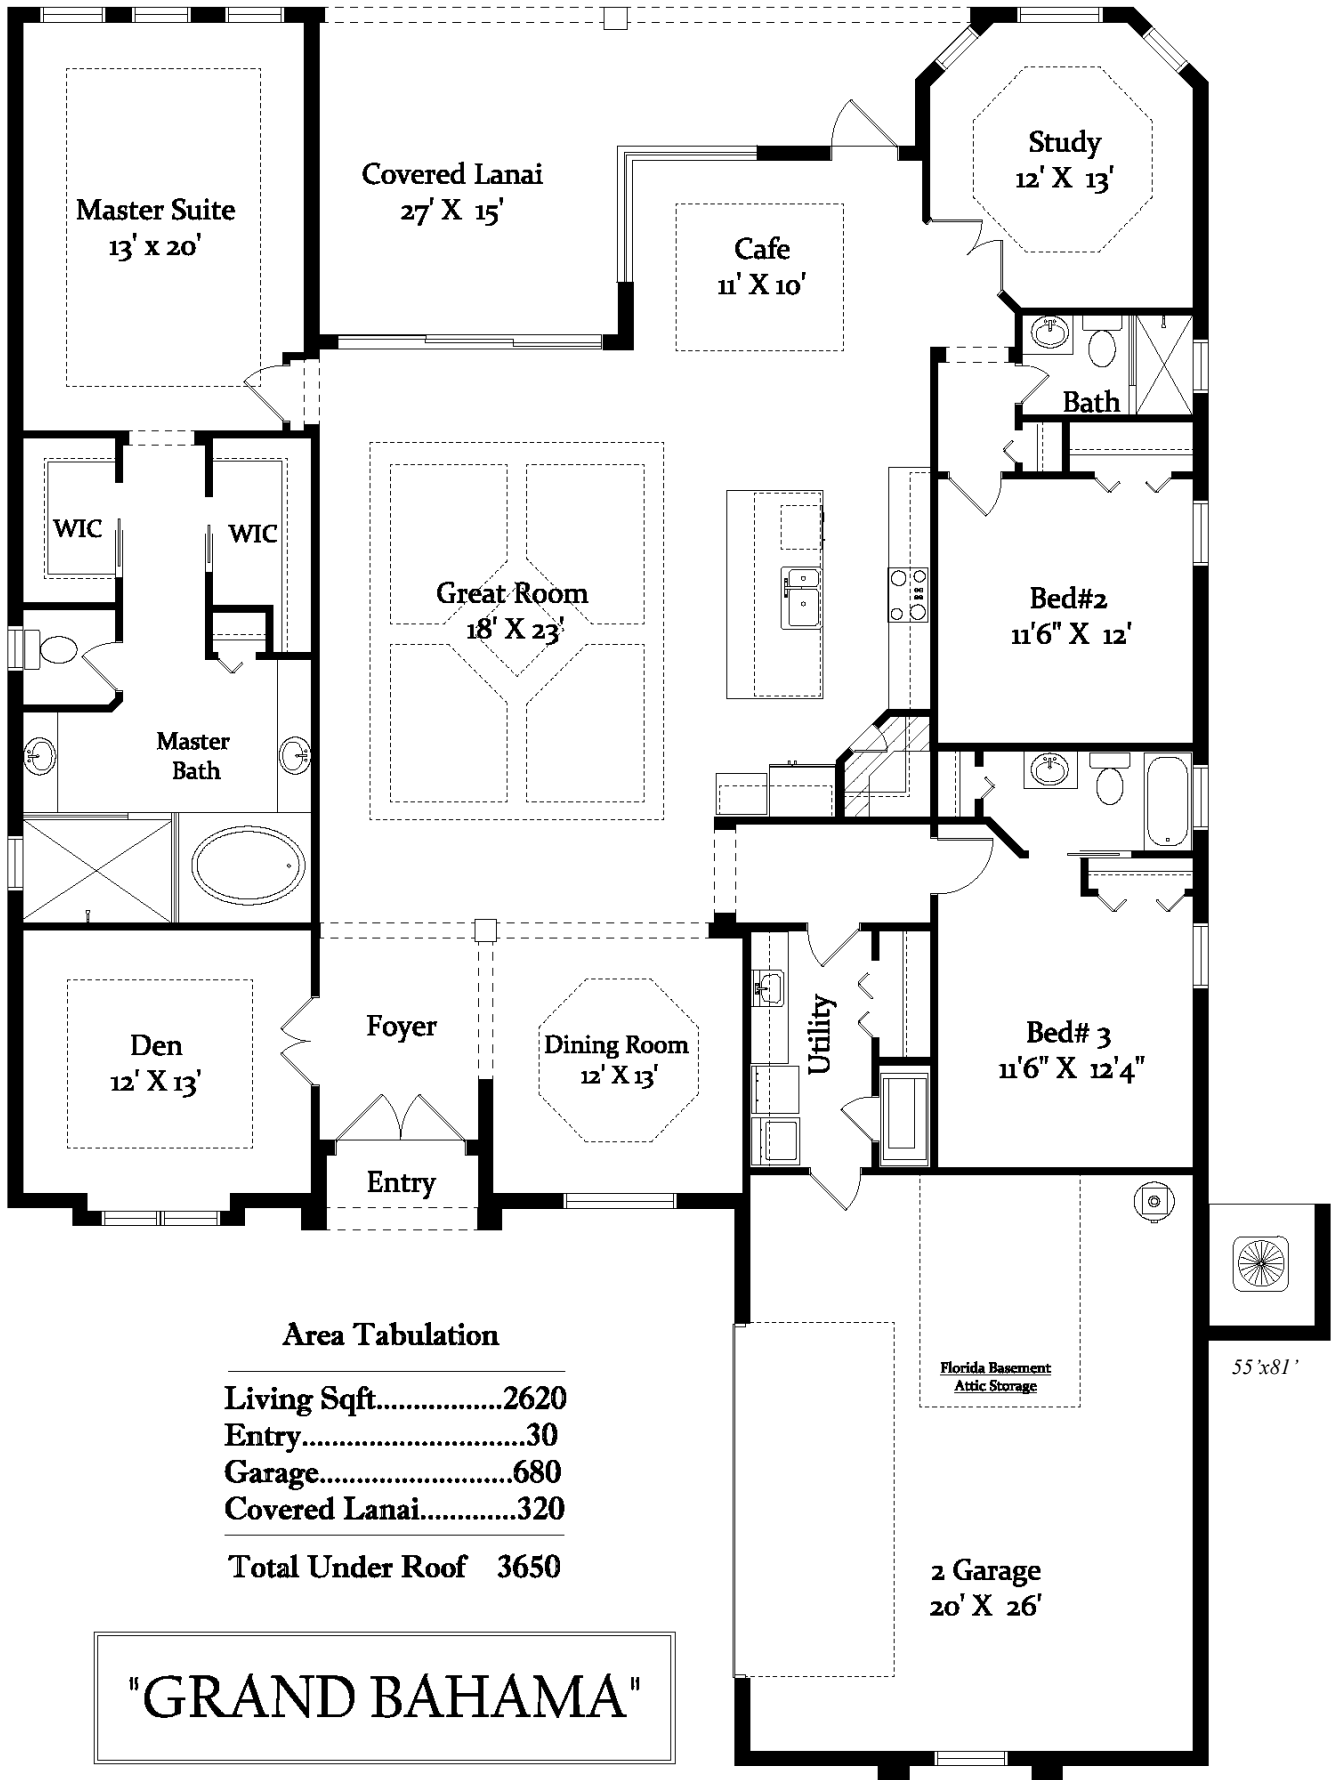 Master Suite
13' x 20'
Covered Lanai
27' X 15'
Cafe
11' X 10'
Study
12' X 13'
Bath
WIC
WIC
Great Room
18' X 23'
Bed#2
11'6" X 12'
Master
Bath
Den
12' X 13'
Foyer
Dining Room
12' X 13'
Utility
Bed# 3
11'6" X 12'4"
Entry
Area Tabulation
Living Sqft.................2620
Entry..............................30
Garage..........................680
Covered Lanai.............320
Total Under Roof 3650
Florida Basement
Attic Storage
55'x81'
2 Garage
20' X 26'
"GRAND BAHAMA"